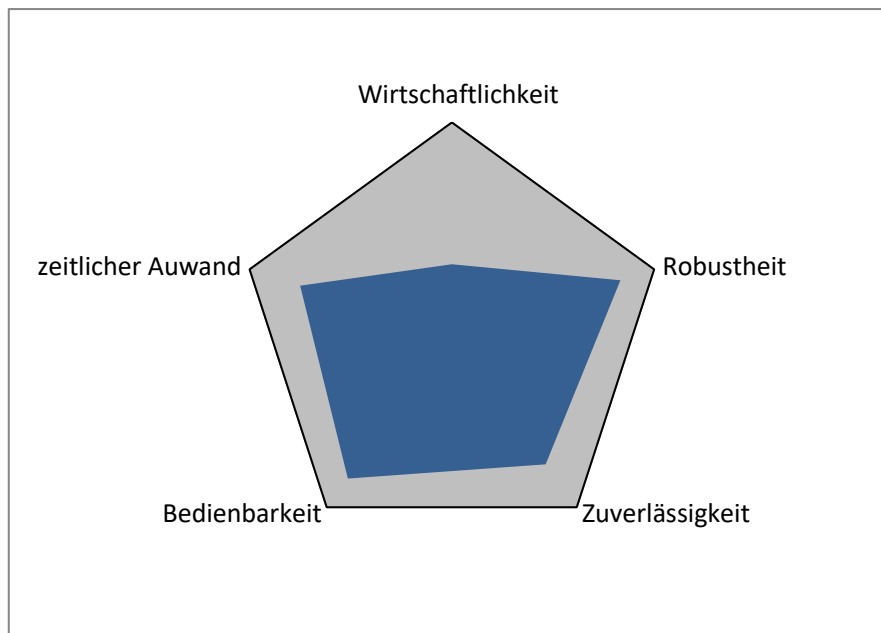 Wirtschaftlichkeit
zeitlicher Auwand
Robustheit
Bedienbarkeit
Zuverlässigkeit